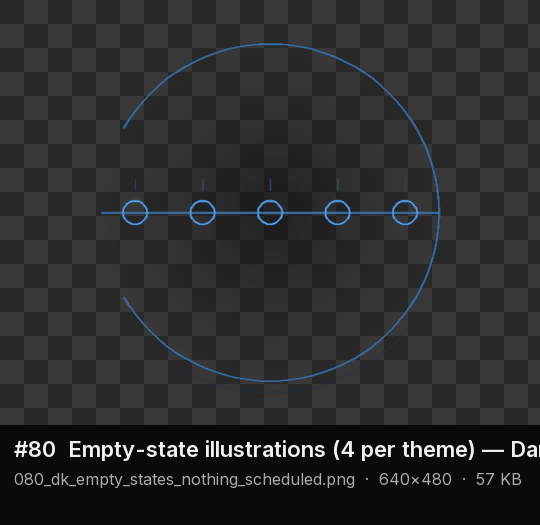 #80 Empty-state illustrations (4 per theme) — Da
080_dk_empty_states_nothing_scheduled.png · 640×480 · 57 KB